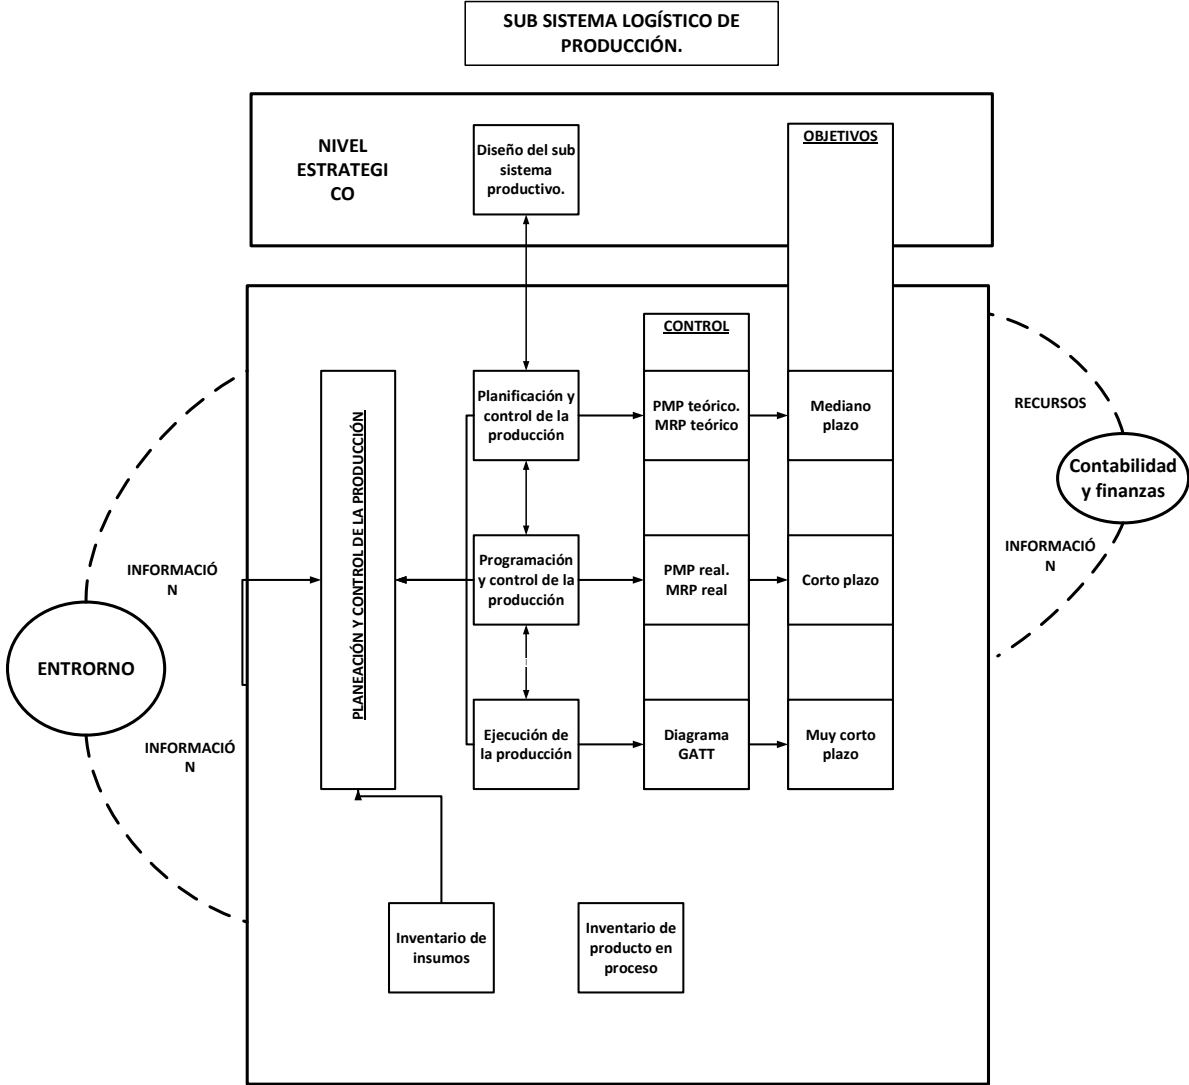 SUB SISTEMA LOGÍSTICO DE
PRODUCCIÓN.
NIVEL
ESTRATEGI
CO
Diseño del sub
sistema
productivo.
OBJETIVOS
CONTROL
PLANEACIÓN Y CONTROL DE LA PRODUCCIÓN
Planificación y
control de la
producción
PMP teórico.
MRP teórico
Mediano
plazo
RECURSOS
Contabilidad
y finanzas
INFORMACIÓ
N
INFORMACIÓ
N
Programación
y control de la
producción
PMP real.
MRP real
Corto plazo
ENTRORNO
INFORMACIÓ
N
Ejecución de
la producción
Diagrama
GATT
Muy corto
plazo
Inventario de
insumos
Inventario de
producto en
proceso